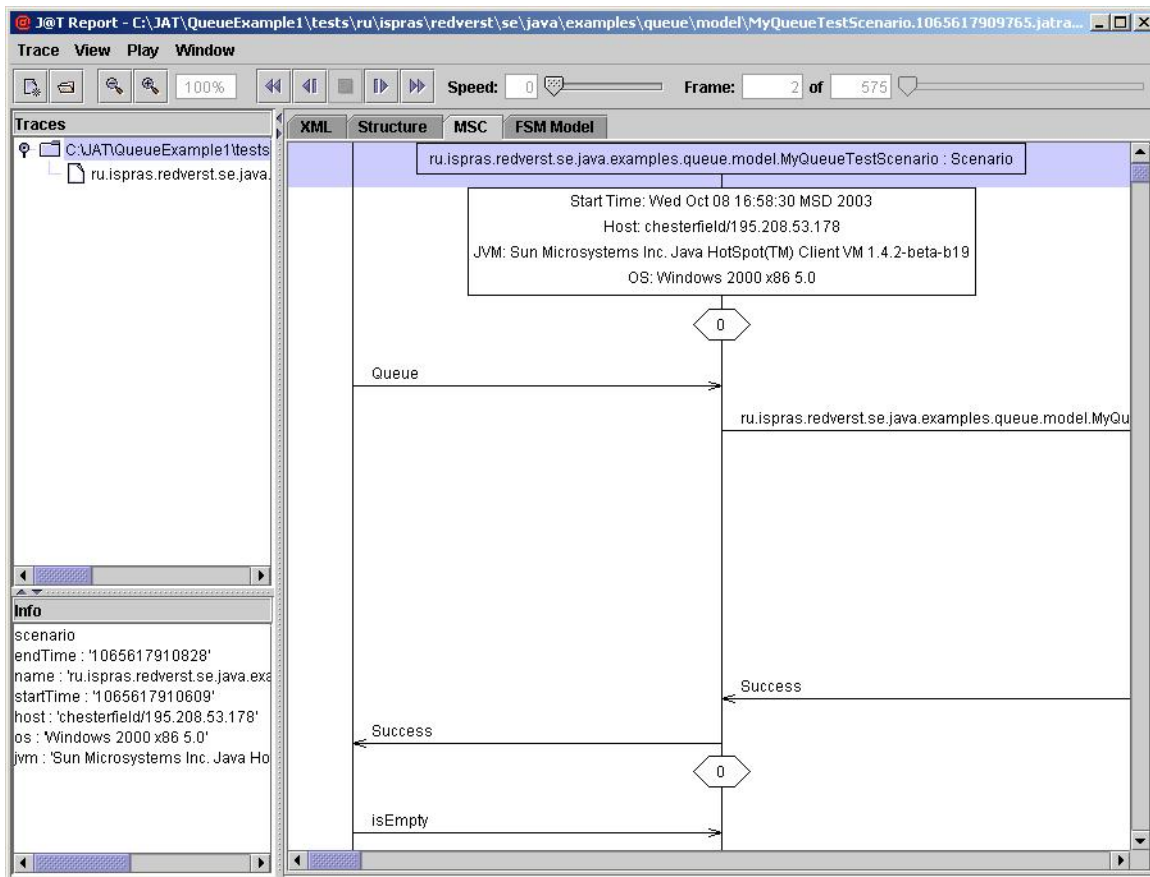 J@T Report - C:\JAT\QueueExample1\tests\ru\ispras\redverst\se\java\examples\queue\model\MyQueueTestScenario.1065617909765.jatra...
Trace View Play Window
100% Speed: 0 Frame: 2 of 575
Traces
C:\JAT\QueueExample1\tests
ru.ispras.redverst.se.java.
XML Structure MSC FSM Model
ru.ispras.redverst.se.java.examples.queue.model.MyQueueTestScenario : Scenario
Start Time: Wed Oct 08 16:58:30 MSD 2003
Host: chesterfield/195.208.53.178
JVM: Sun Microsystems Inc. Java HotSpot(TM) Client VM 1.4.2-beta-b19
OS: Windows 2000 x86 5.0
0
Queue
ru.ispras.redverst.se.java.examples.queue.model.MyQu
Success
Success
0
isEmpty
Info
scenario
endTime : '1065617910828'
name : 'ru.ispras.redverst.se.java.exa
startTime : '1065617910609'
host : 'chesterfield/195.208.53.178'
os : 'Windows 2000 x86 5.0'
jvm : 'Sun Microsystems Inc. Java Ho